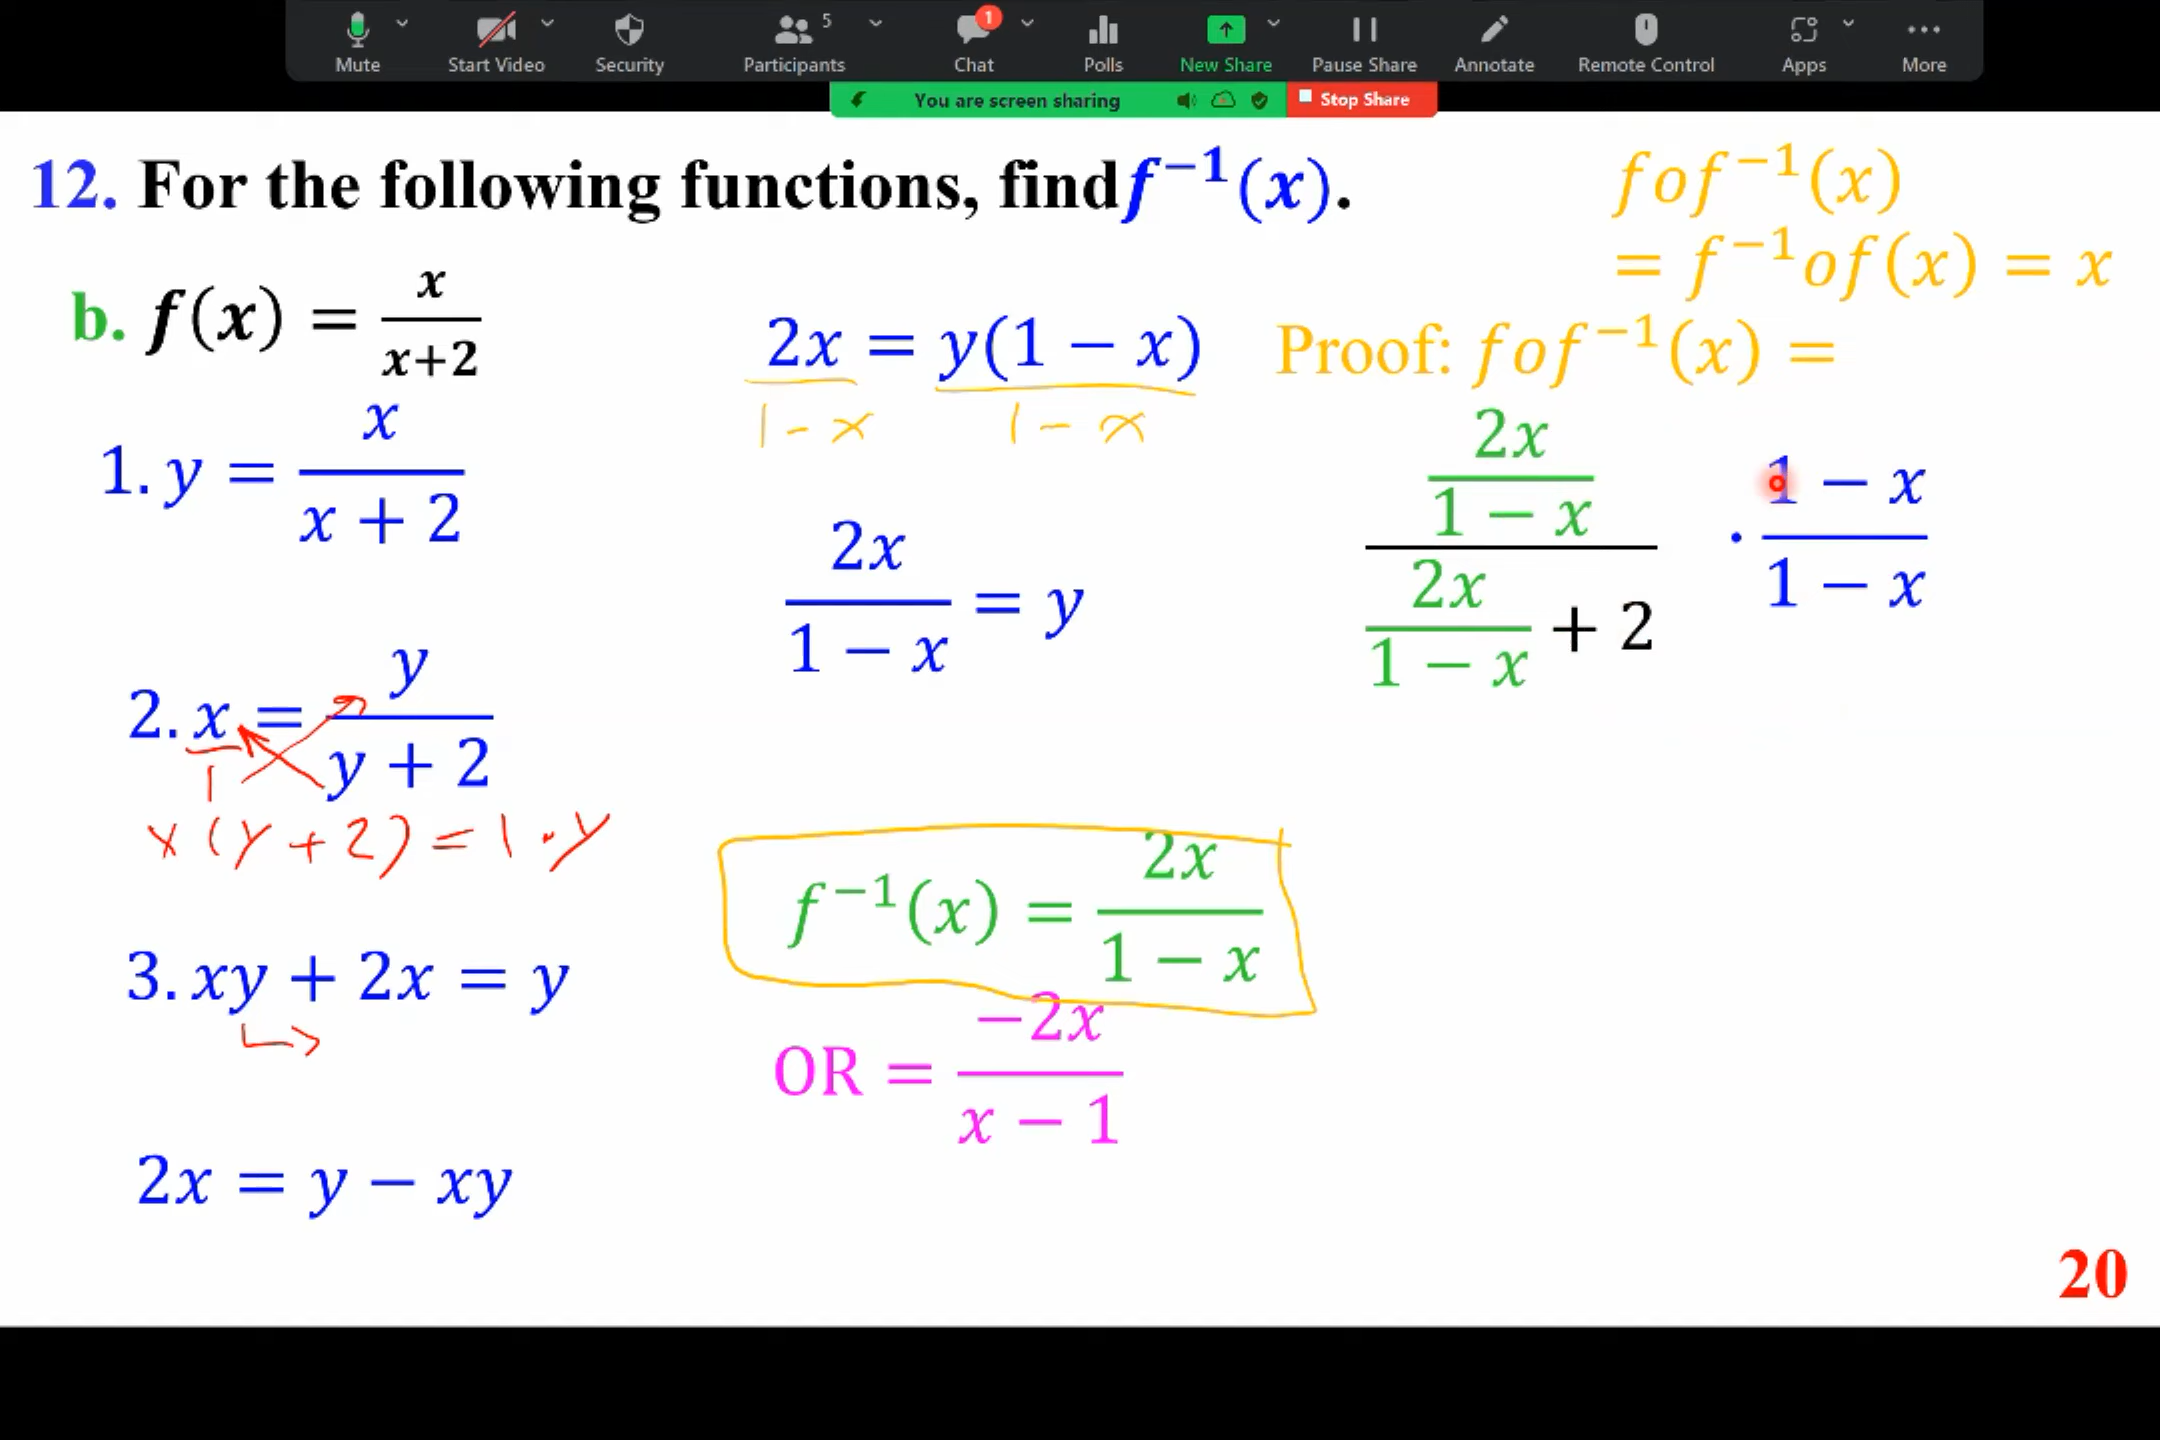 Mute
Start Video
Security
Participants 5
Chat 1
Polls
New Share
Pause Share
Annotate
Remote Control
Apps
More
You are screen sharing
Stop Share
12. For the following functions, find f⁻¹(x).
b. f(x) = x/(x+2)
1. y = x/(x + 2)
2. x = y/(y + 2)
1
x (y + 2) = 1 · y
3. xy + 2x = y
2x = y − xy
2x = y(1 − x)
1 - x 1 - x
2x/(1 − x) = y
f⁻¹(x) = 2x/(1 − x)
OR = −2x/(x − 1)
fof⁻¹(x)
= f⁻¹of(x) = x
Proof: fof⁻¹(x) =
(2x/(1 − x))/(2x/(1 − x) + 2) · (1 − x)/(1 − x)
20